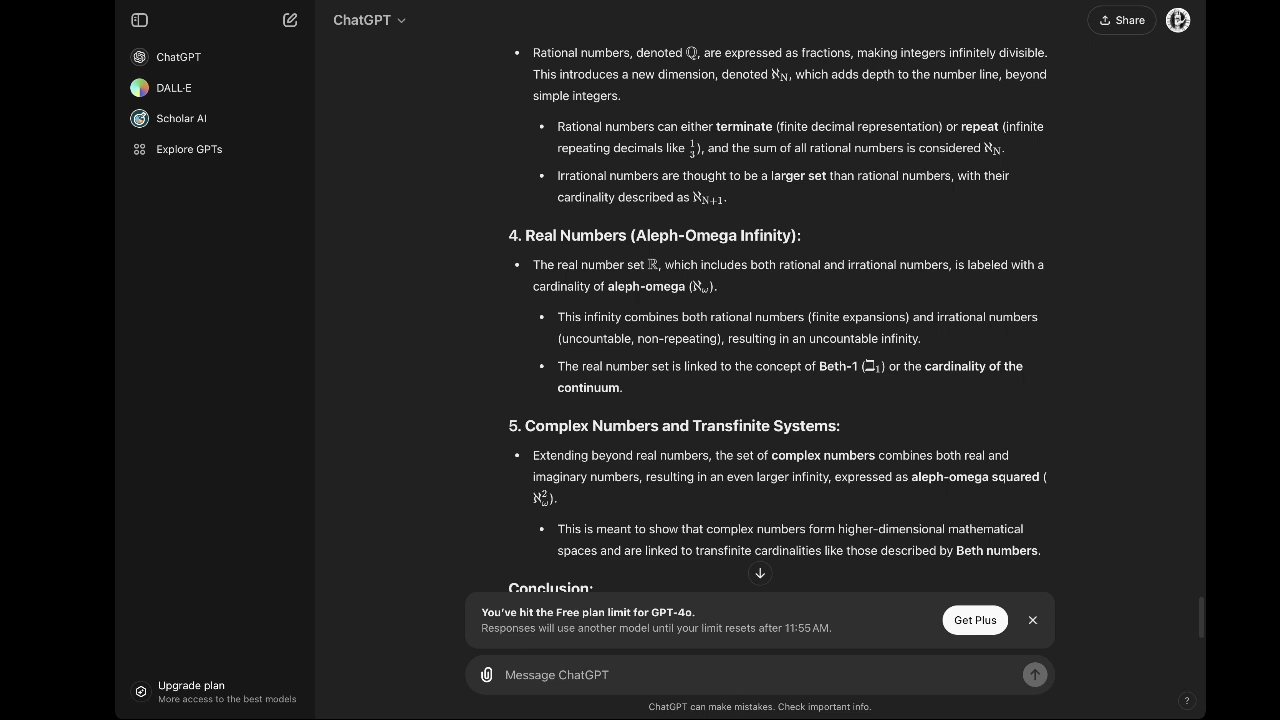 ChatGPT
Share
ChatGPT
DALL·E
Scholar AI
Explore GPTs
• Rational numbers, denoted ℚ, are expressed as fractions, making integers infinitely divisible.
This introduces a new dimension, denoted ℵ_N, which adds depth to the number line, beyond
simple integers.
• Rational numbers can either terminate (finite decimal representation) or repeat (infinite
repeating decimals like 1/3), and the sum of all rational numbers is considered ℵ_N.
• Irrational numbers are thought to be a larger set than rational numbers, with their
cardinality described as ℵ_N+1.
4. Real Numbers (Aleph-Omega Infinity):
• The real number set ℝ, which includes both rational and irrational numbers, is labeled with a
cardinality of aleph-omega (ℵ_ω).
• This infinity combines both rational numbers (finite expansions) and irrational numbers
(uncountable, non-repeating), resulting in an uncountable infinity.
• The real number set is linked to the concept of Beth-1 (ℶ_1) or the cardinality of the
continuum.
5. Complex Numbers and Transfinite Systems:
• Extending beyond real numbers, the set of complex numbers combines both real and
imaginary numbers, resulting in an even larger infinity, expressed as aleph-omega squared (
ℵ_ω^2).
• This is meant to show that complex numbers form higher-dimensional mathematical
spaces and are linked to transfinite cardinalities like those described by Beth numbers.
Conclusion:
You've hit the Free plan limit for GPT-4o.
Responses will use another model until your limit resets after 11:55 AM.
Get Plus
Message ChatGPT
Upgrade plan
More access to the best models
ChatGPT can make mistakes. Check important info.
?